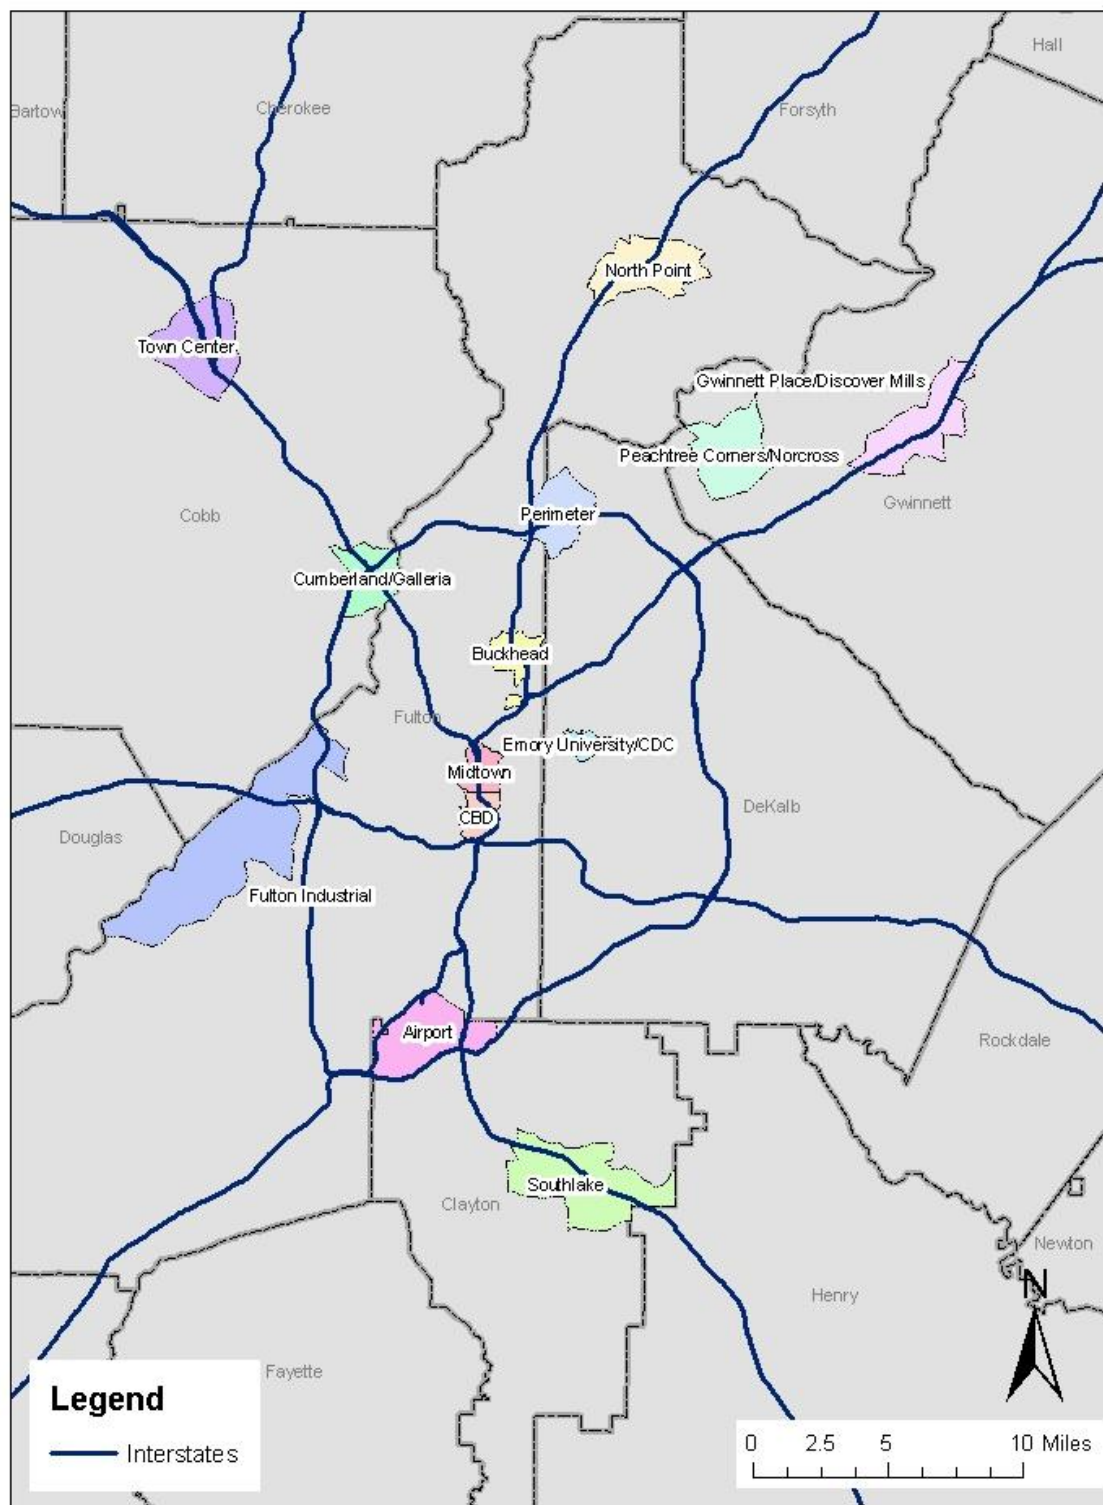 Hall
Bartow
Cherokee
Forsyth
North Point
Town Center
Gwinnett Place/Discover Mills
Peachtree Corners/Norcross
Gwinnett
Cobb
Perimeter
Cumberland/Galleria
Buckhead
Fulton
Emory University/CDC
Midtown
DeKalb
CBD
Douglas
Fulton Industrial
Airport
Rockdale
Southlake
Clayton
Newton
N
Henry
Fayette
Legend
Interstates
0 2.5 5 10 Miles